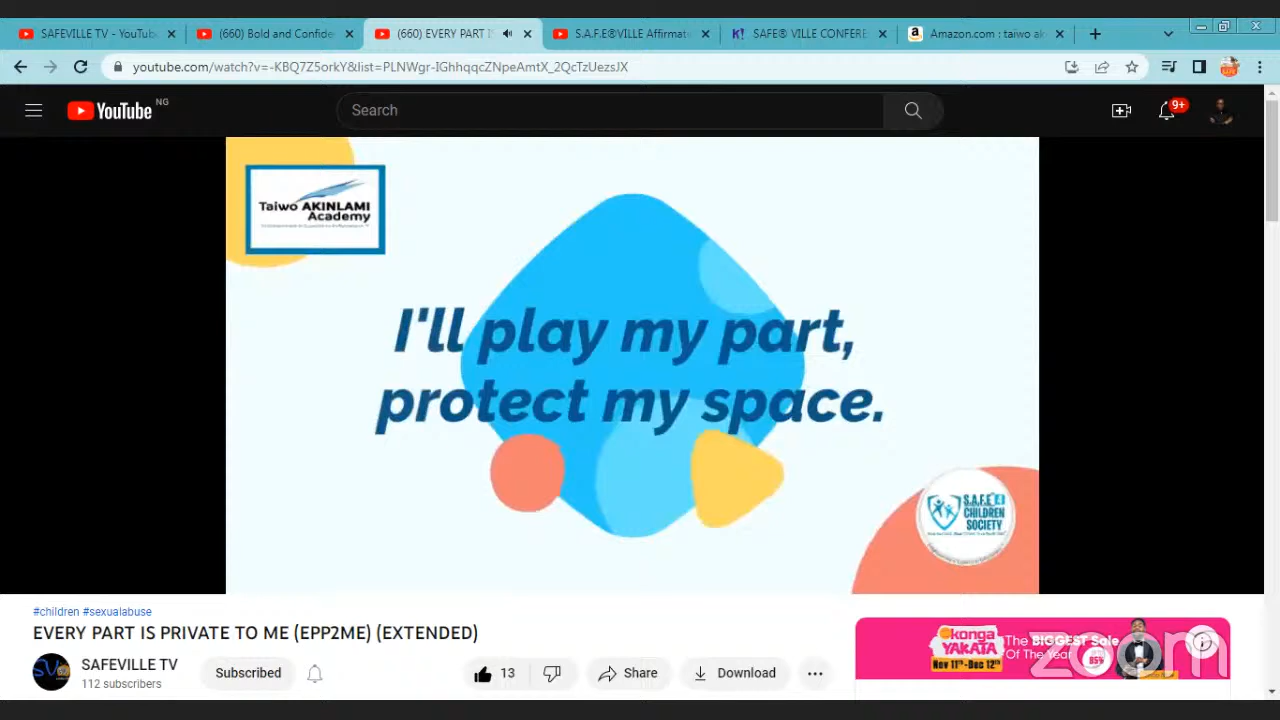 SAFEVILLE TV - YouTube
(660) Bold and Confide
(660) EVERY PART I
S.A.F.E®VILLE Affirmat
SAFE® VILLE CONFER
Amazon.com : taiwo ak
youtube.com/watch?v=-KBQ7Z5orkY&list=PLNWgr-IGhhqqcZNpeAmtX_2QcTzUezsJX
YouTube NG
Search
9+
Taiwo AKINLAMI
Academy
I'll play my part,
protect my space.
S.A.F.E
CHILDREN
SOCIETY
#children #sexualabuse
EVERY PART IS PRIVATE TO ME (EPP2ME) (EXTENDED)
SAFEVILLE TV
112 subscribers
Subscribed
13
Share
Download
konga
YAKATA
Nov 11th-Dec 12th
The BIGGEST Sale
Of The Year
85%
zoom